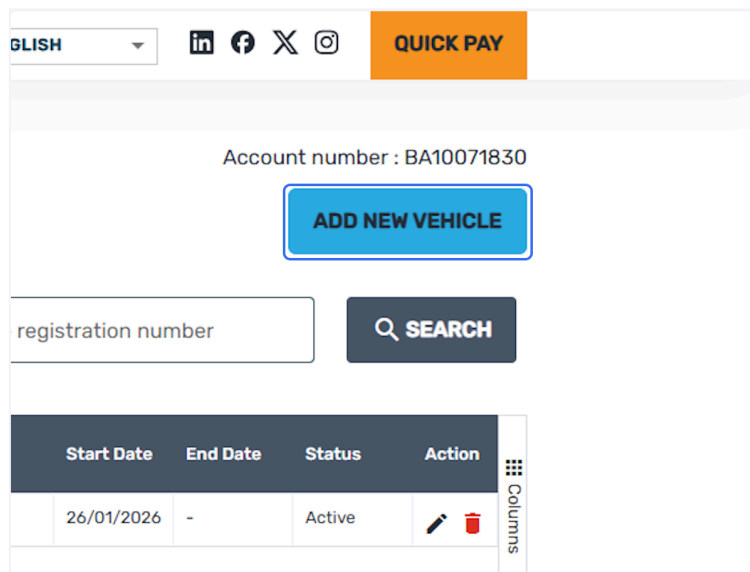 GLISH
QUICK PAY
Account number : BA10071830
ADD NEW VEHICLE
registration number
SEARCH
Start Date End Date Status Action
26/01/2026 - Active
Columns